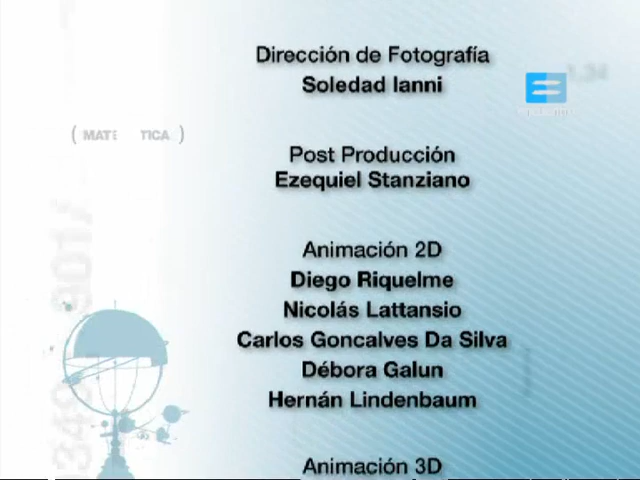 Dirección de Fotografía
Soledad Ianni
Post Producción
Ezequiel Stanziano
Animación 2D
Diego Riquelme
Nicolás Lattansio
Carlos Goncalves Da Silva
Débora Galun
Hernán Lindenbaum
Animación 3D